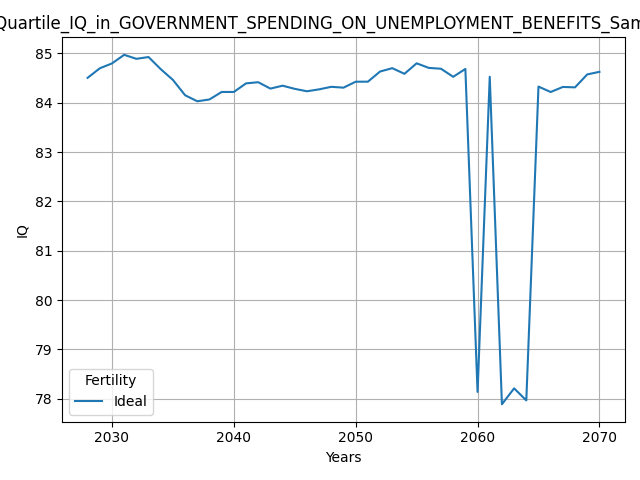 Quartile_IQ_in_GOVERNMENT_SPENDING_ON_UNEMPLOYMENT_BENEFITS_Sam
85
84
83
82
81
80
79
78
IQ
Fertility
Ideal
2030 2040 2050 2060 2070
Years